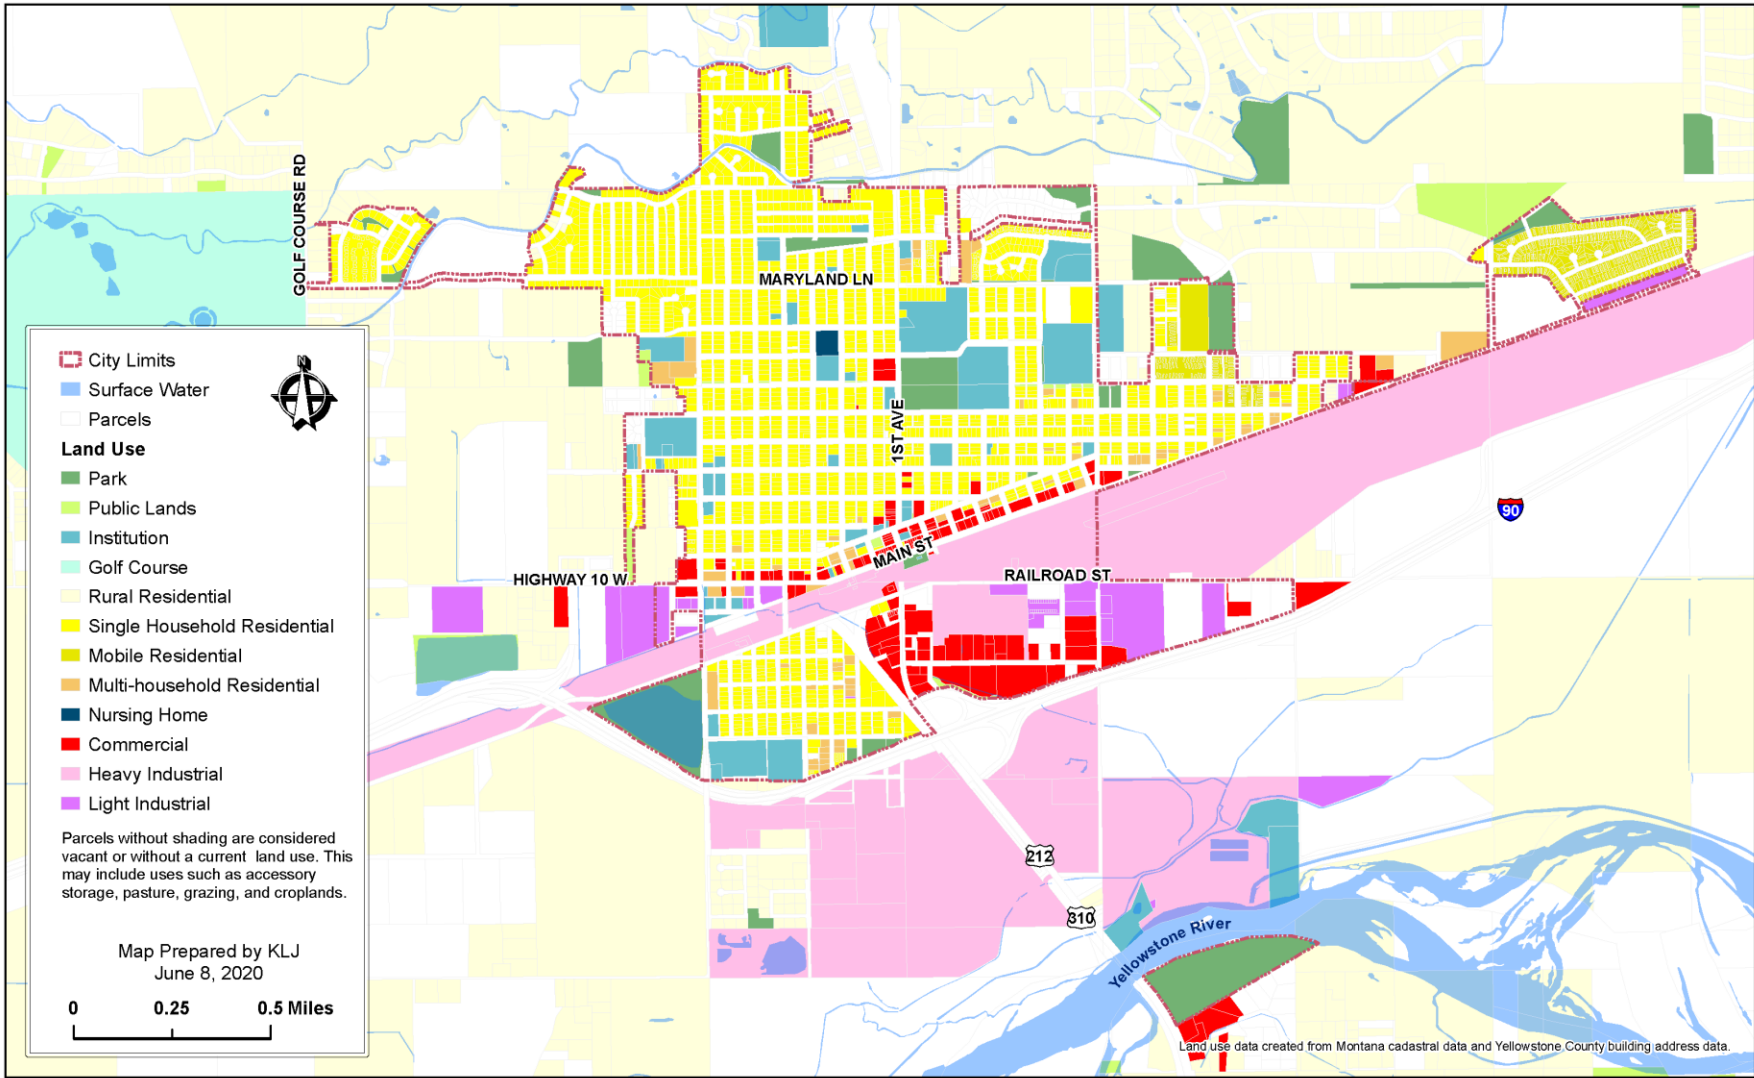 GOLF COURSE RD
MARYLAND LN
1ST AVE
MAIN ST
HIGHWAY 10 W
RAILROAD ST
90
212
310
Yellowstone River
N
City Limits
Surface Water
Parcels
Land Use
Park
Public Lands
Institution
Golf Course
Rural Residential
Single Household Residential
Mobile Residential
Multi-household Residential
Nursing Home
Commercial
Heavy Industrial
Light Industrial
Parcels without shading are considered
vacant or without a current land use. This
may include uses such as accessory
storage, pasture, grazing, and croplands.
Map Prepared by KLJ
June 8, 2020
0 0.25 0.5 Miles
Land use data created from Montana cadastral data and Yellowstone County building address data.